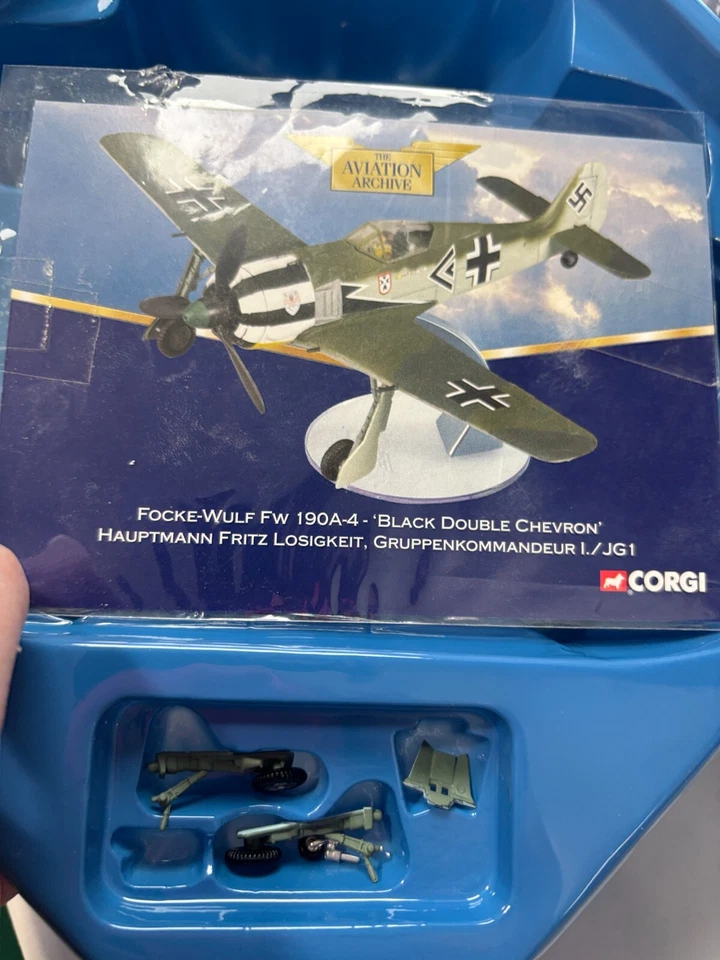 THE
AVIATION
ARCHIVE
FOCKE-WULF FW 190A-4 - ‘BLACK DOUBLE CHEVRON’
HAUPTMANN FRITZ LOSIGKEIT, GRUPPENKOMMANDEUR I./JG1
CORGI